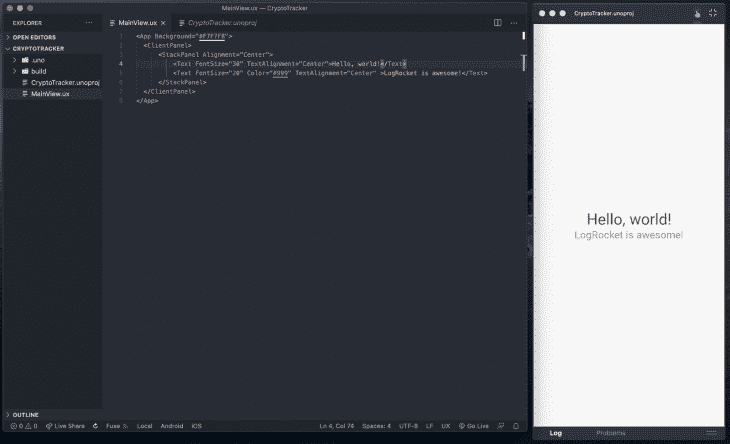 MainView.ux — CryptoTracker
EXPLORER
OPEN EDITORS
CRYPTOTRACKER
.uno
build
CryptoTracker.unoproj
MainView.ux
OUTLINE
MainView.ux
CryptoTracker.unoproj
1 <App Background="#F7F7F8">
2 <ClientPanel>
3 <StackPanel Alignment="Center">
4 <Text FontSize="30" TextAlignment="Center">Hello, world!</Text>
5 <Text FontSize="20" Color="#999" TextAlignment="Center" >LogRocket is awesome!</Text>
6 </StackPanel>
7 </ClientPanel>
8 </App>
0 0 Live Share Fuse Local Android iOS Ln 4, Col 74 Spaces: 4 UTF-8 LF UX Go Live
CryptoTracker.unoproj
Hello, world!
LogRocket is awesome!
Log Problems